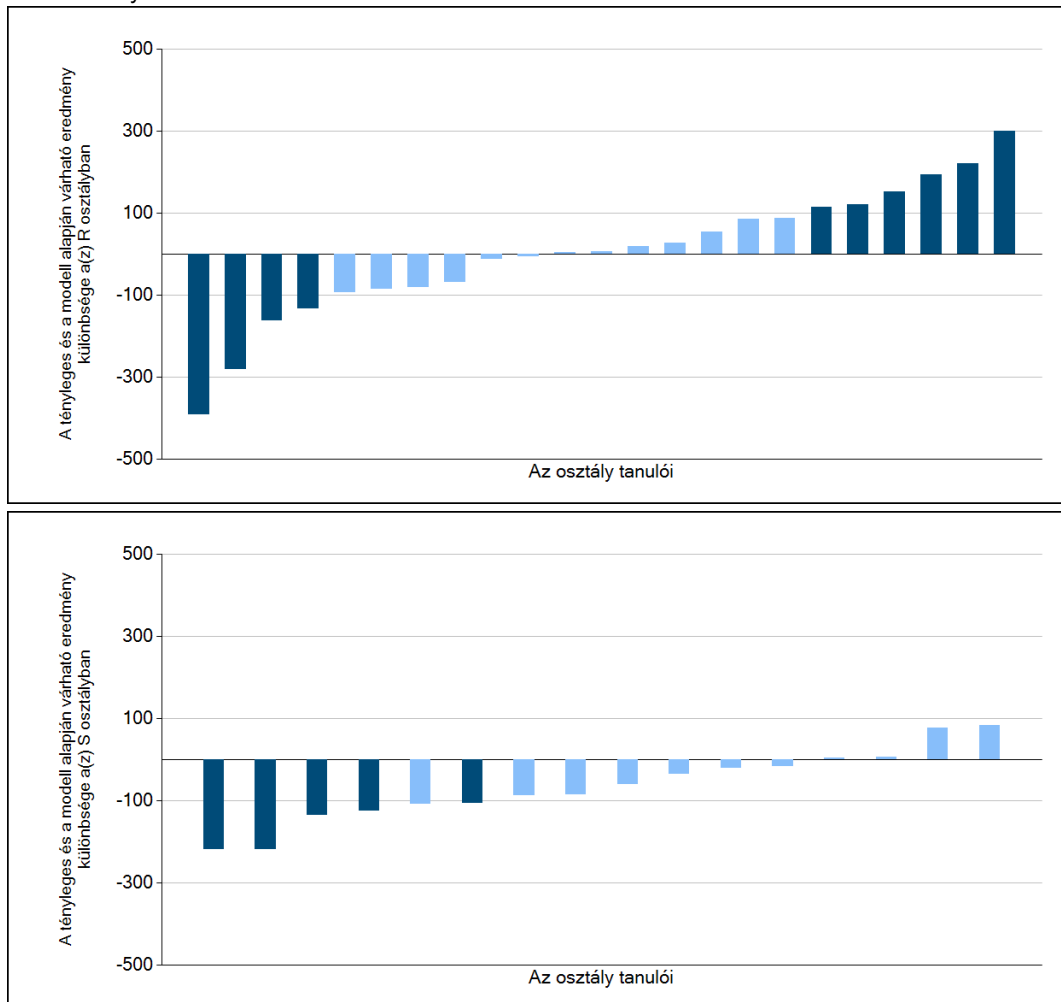 500
300
100
-100
-300
-500
A tényleges és a modell alapján várható eredmény
különbsége a(z) R osztályban
Az osztály tanulói
500
300
100
-100
-300
-500
A tényleges és a modell alapján várható eredmény
különbsége a(z) S osztályban
Az osztály tanulói